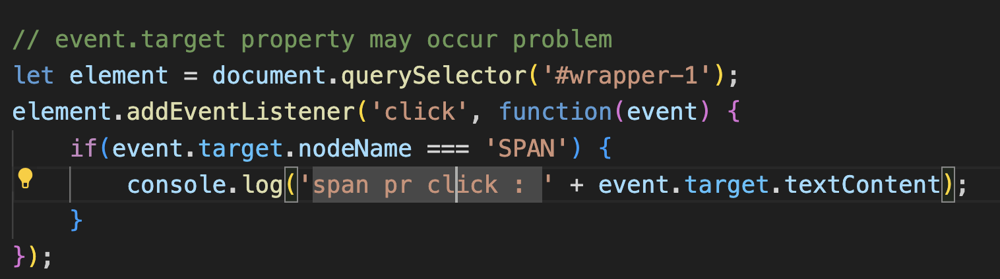 // event.target property may occur problem
let element = document.querySelector('#wrapper-1');
element.addEventListener('click', function(event) {
if(event.target.nodeName === 'SPAN') {
console.log('span pr click : ' + event.target.textContent);
}
});